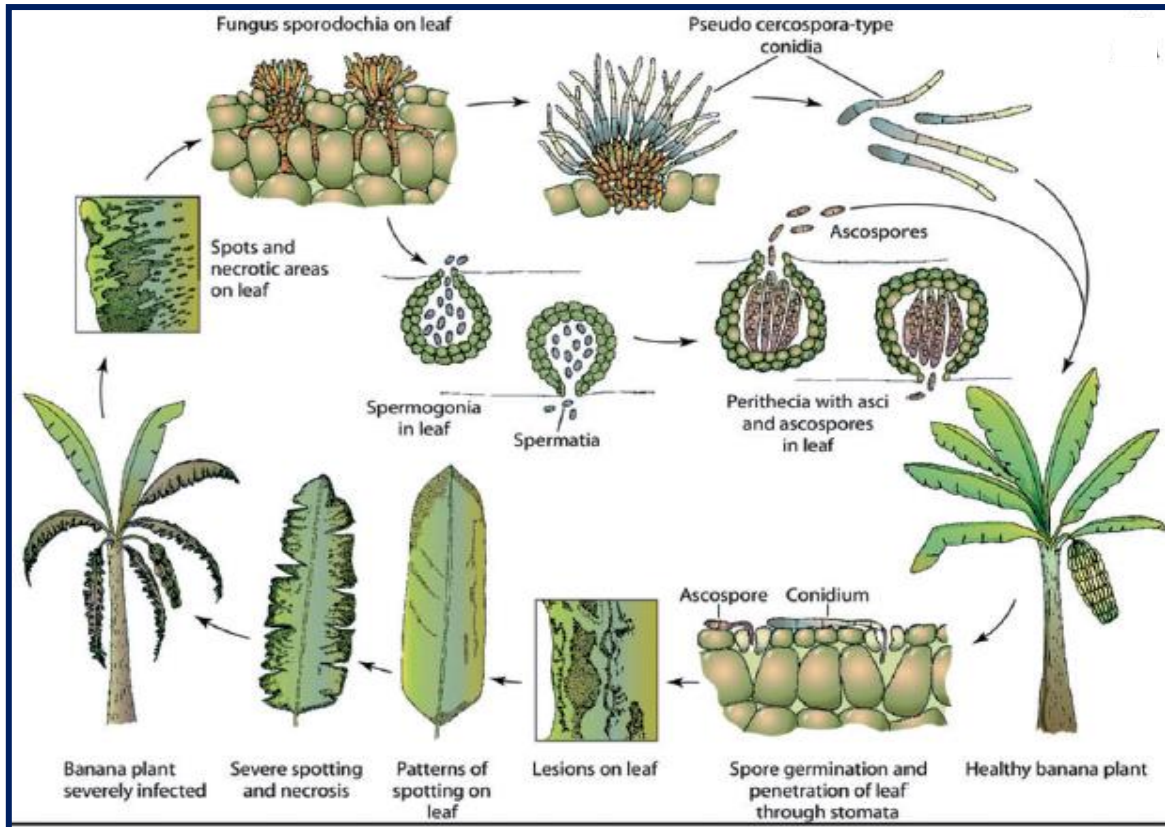 Fungus sporodochia on leaf
Pseudo cercospora-type
conidia
Spots and
necrotic areas
on leaf
Ascospores
Spermogonia
in leaf
Spermatia
Perithecia with asci
and ascospores
in leaf
Ascospore
Conidium
Banana plant
severely infected
Severe spotting
and necrosis
Patterns of
spotting on
leaf
Lesions on leaf
Spore germination and
penetration of leaf
through stomata
Healthy banana plant